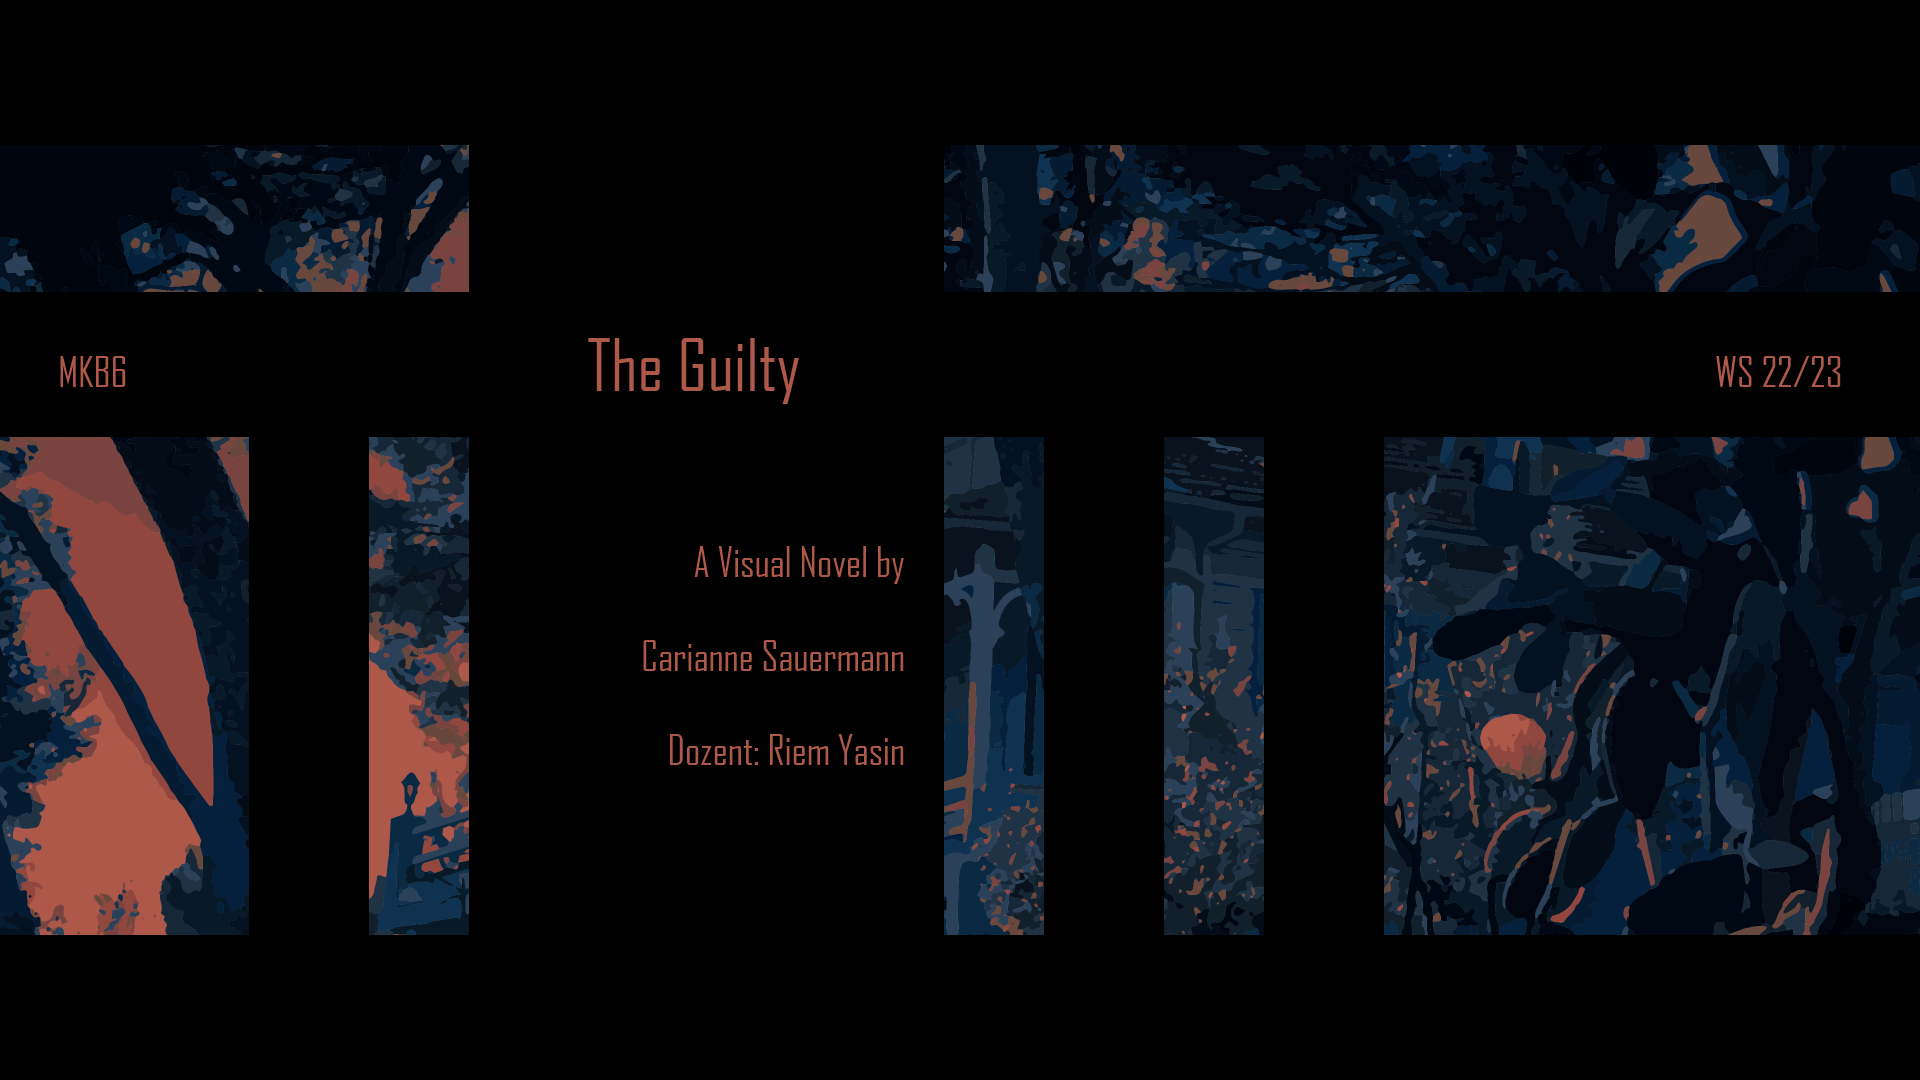 MKB6
The Guilty
WS 22/23
A Visual Novel by
Carianne Sauermann
Dozent: Riem Yasin